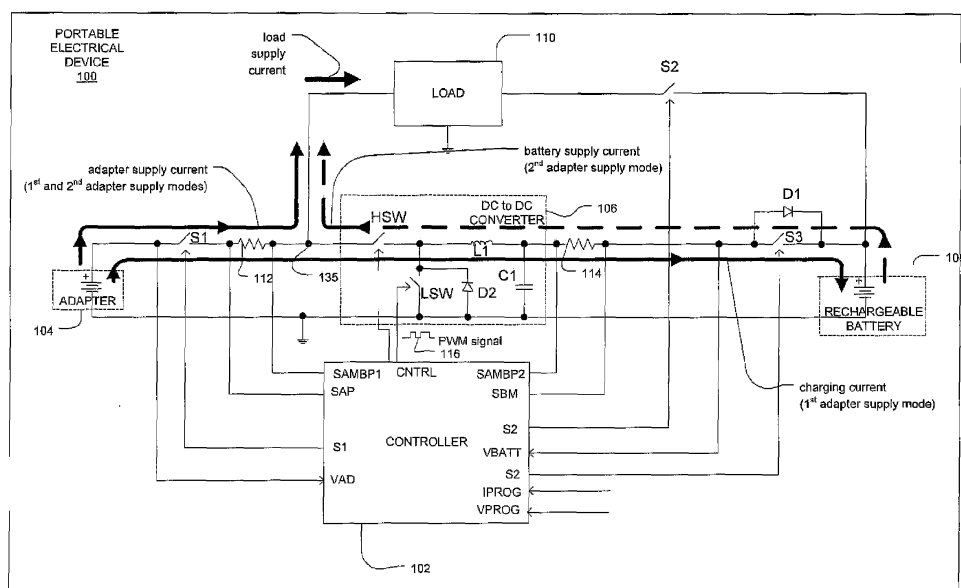 PORTABLE
ELECTRICAL
DEVICE
100
load
supply
current
110
LOAD
S2
adapter supply current
(1st and 2nd adapter supply modes)
battery supply current
(2nd adapter supply mode)
DC to DC
CONVERTER
106
D1
HSW
S1
L1
S3
112
135
C1
114
10
+
ADAPTER
104
LSW
D2
+
RECHARGEABLE
BATTERY
PWM signal
116
SAMBP1
CNTRL
SAMBP2
SAP
SBM
charging current
(1st adapter supply mode)
S2
CONTROLLER
S1
VBATT
S2
VAD
IPROG
VPROG
102